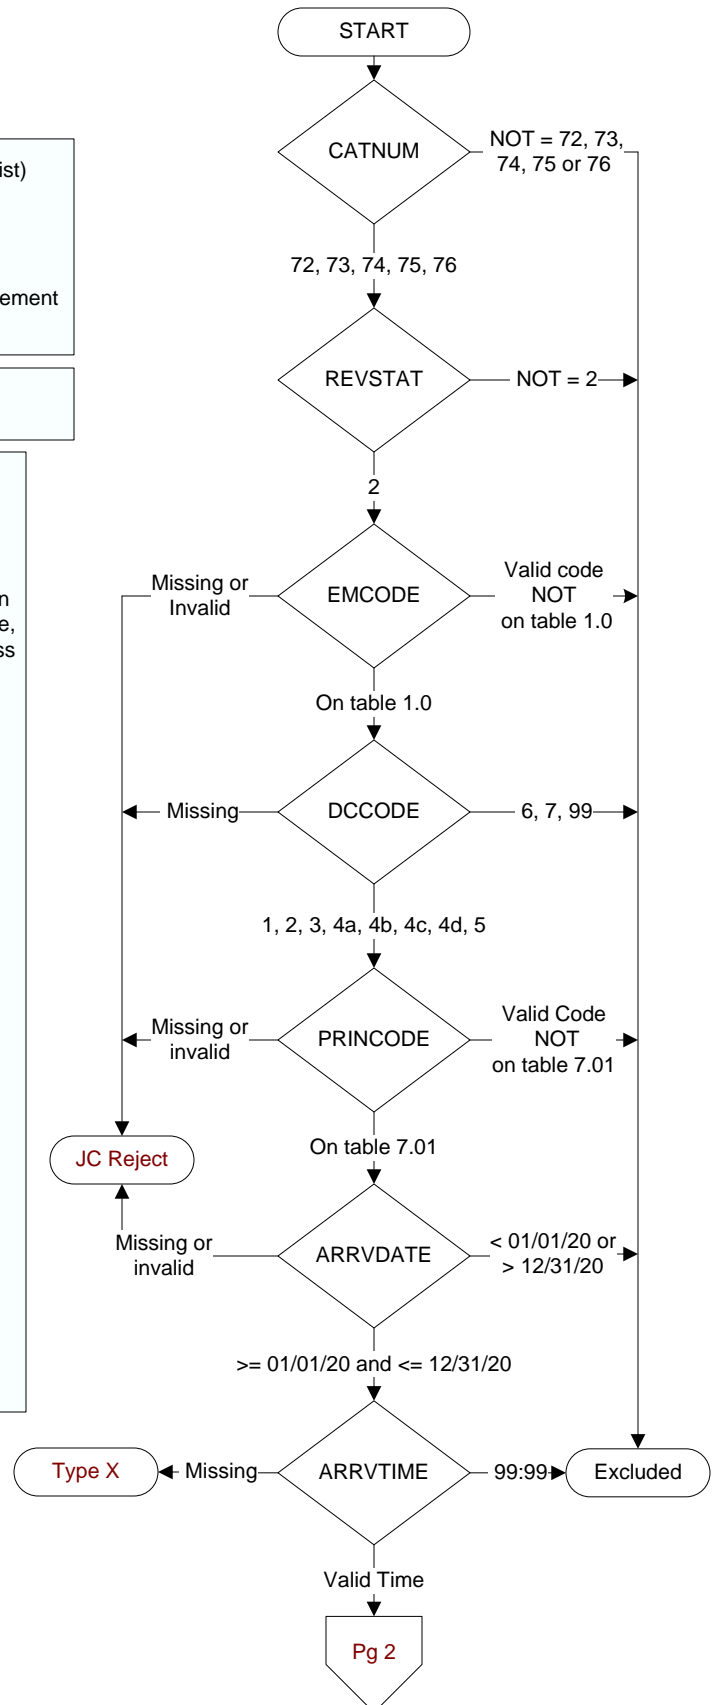 START
CATNUM
NOT = 72, 73,
74, 75 or 76
ist)
72, 73, 74, 75, 76
ement
REVSTAT
NOT = 2
2
Missing or
Invalid
EMCODE
Valid code
NOT
on table 1.0
n
e,
ss
On table 1.0
Missing
DCCODE
6, 7, 99
1, 2, 3, 4a, 4b, 4c, 4d, 5
Missing or
invalid
PRINCODE
Valid Code
NOT
on table 7.01
JC Reject
On table 7.01
Missing or
invalid
ARRVDATE
< 01/01/20 or
> 12/31/20
>= 01/01/20 and <= 12/31/20
Type X
Missing
ARRVTIME
99:99
Excluded
Valid Time
Pg 2